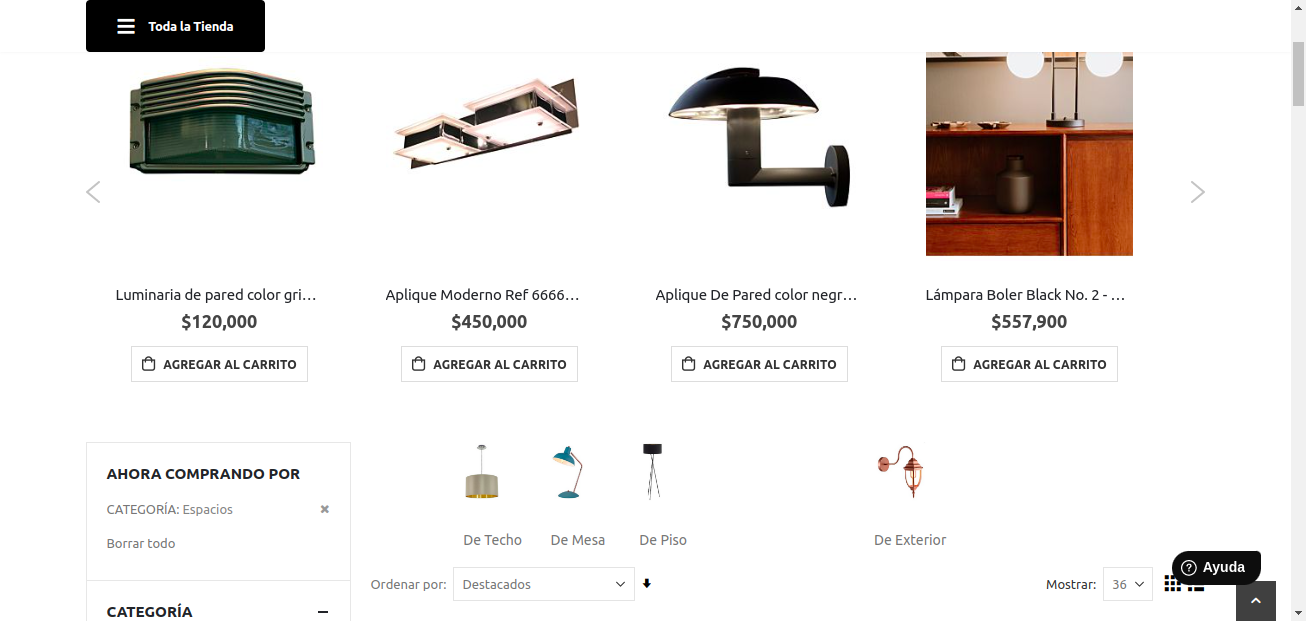 Toda la Tienda
Luminaria de pared color gri...
$120,000
AGREGAR AL CARRITO
Aplique Moderno Ref 6666...
$450,000
AGREGAR AL CARRITO
Aplique De Pared color negr...
$750,000
AGREGAR AL CARRITO
Lámpara Boler Black No. 2 - ...
$557,900
AGREGAR AL CARRITO
AHORA COMPRANDO POR
CATEGORÍA: Espacios
Borrar todo
CATEGORÍA
De Techo
De Mesa
De Piso
De Exterior
Ordenar por: Destacados
Mostrar: 36
Ayuda